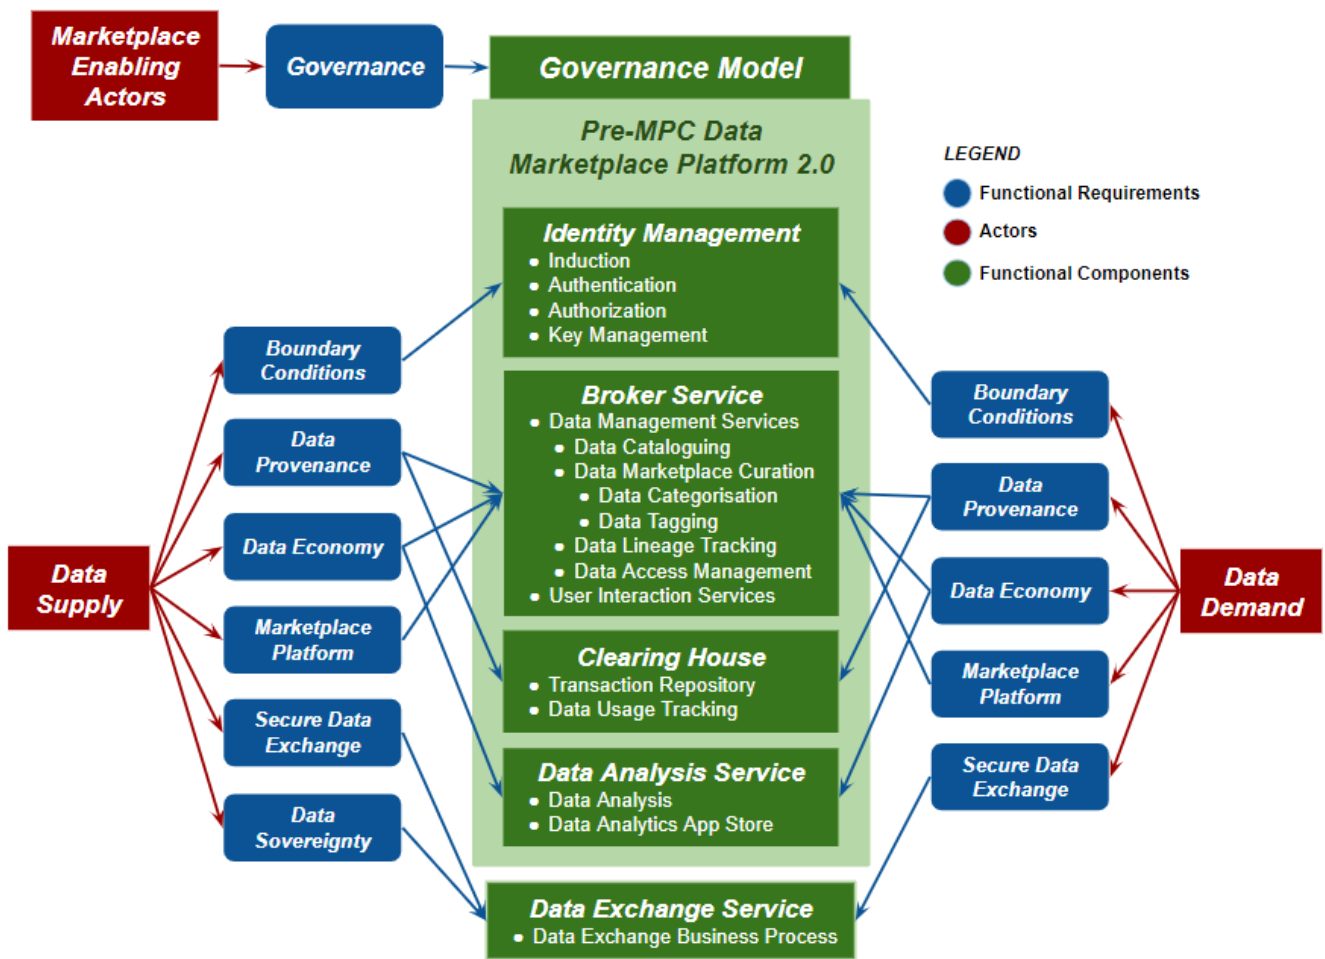 Marketplace
Enabling
Actors
Governance
Governance Model
Pre-MPC Data
Marketplace Platform 2.0
LEGEND
Functional Requirements
Actors
Functional Components
Identity Management
• Induction
• Authentication
• Authorization
• Key Management
Broker Service
• Data Management Services
• Data Cataloguing
• Data Marketplace Curation
• Data Categorisation
• Data Tagging
• Data Lineage Tracking
• Data Access Management
• User Interaction Services
Clearing House
• Transaction Repository
• Data Usage Tracking
Data Analysis Service
• Data Analysis
• Data Analytics App Store
Data Exchange Service
• Data Exchange Business Process
Data
Supply
Boundary
Conditions
Data
Provenance
Data Economy
Marketplace
Platform
Secure Data
Exchange
Data
Sovereignty
Boundary
Conditions
Data
Provenance
Data Economy
Marketplace
Platform
Secure Data
Exchange
Data
Demand